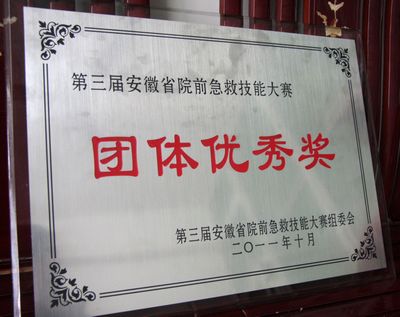 第三届安徽省院前急救技能大赛
团体优秀奖
第三届安徽省院前急救技能大赛组委会
二〇一一年十月